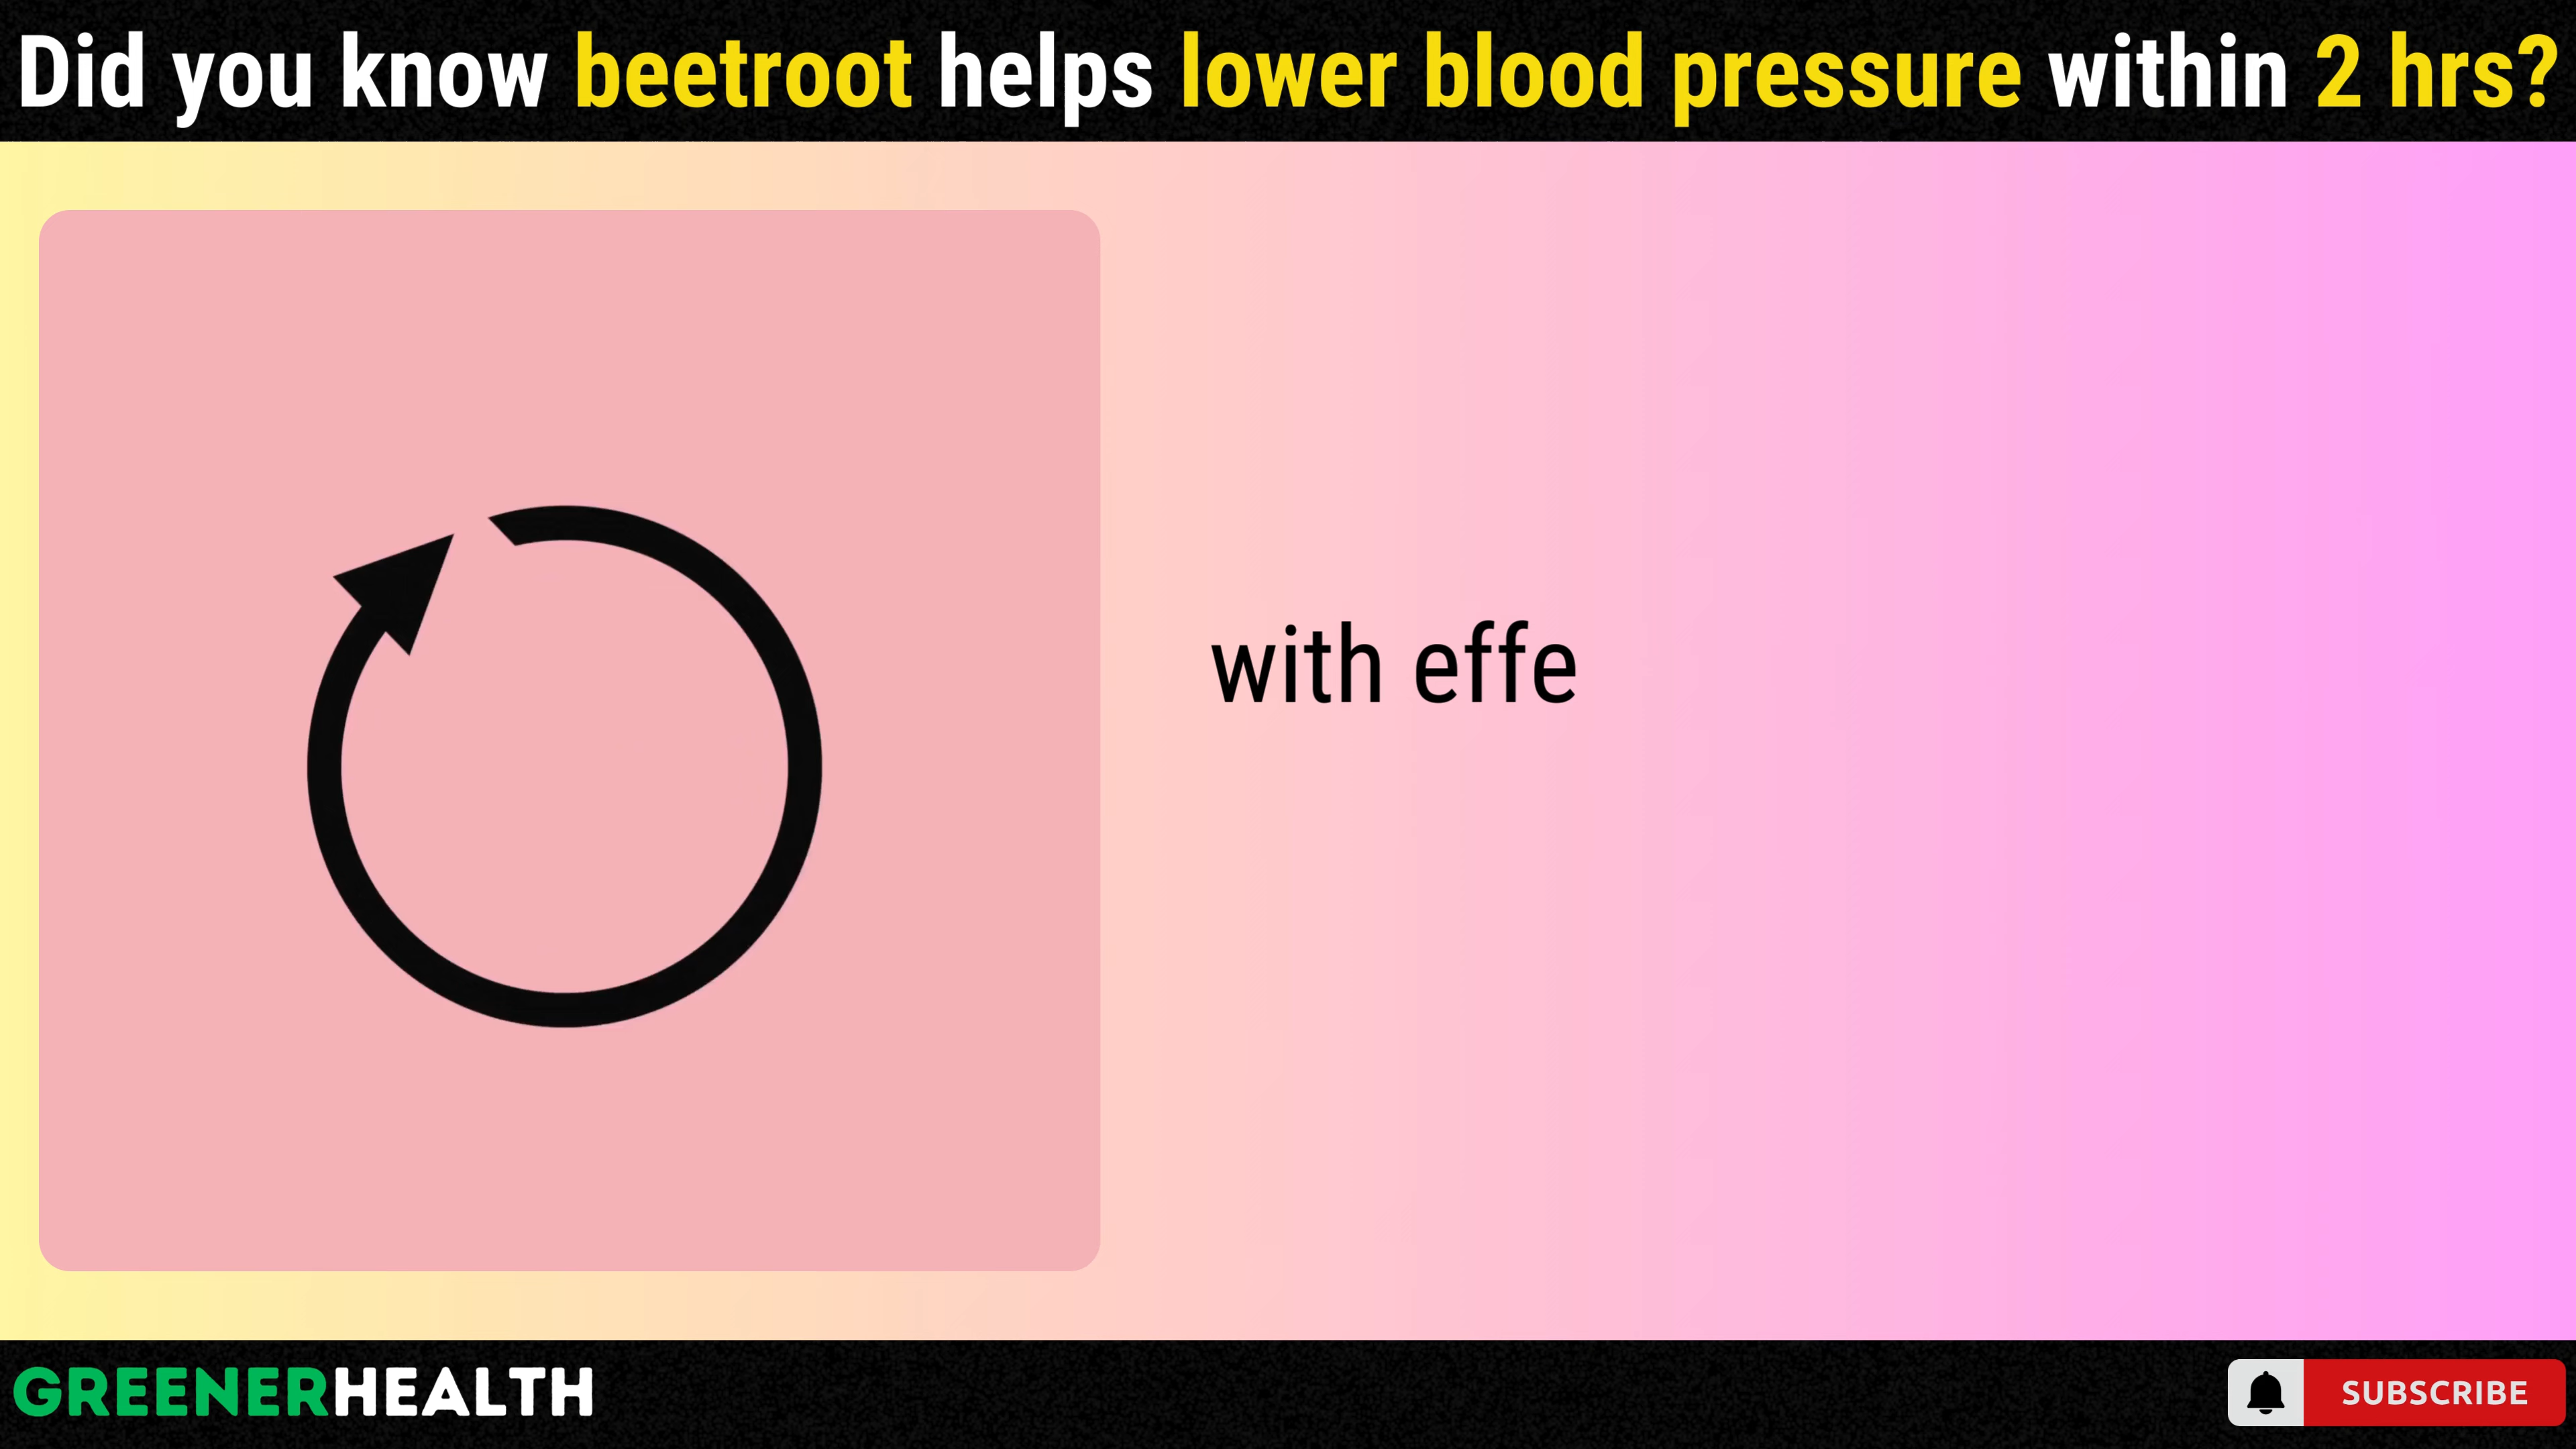 Did you know beetroot helps lower blood pressure within 2 hrs?
with effe
GREENERHEALTH
SUBSCRIBE